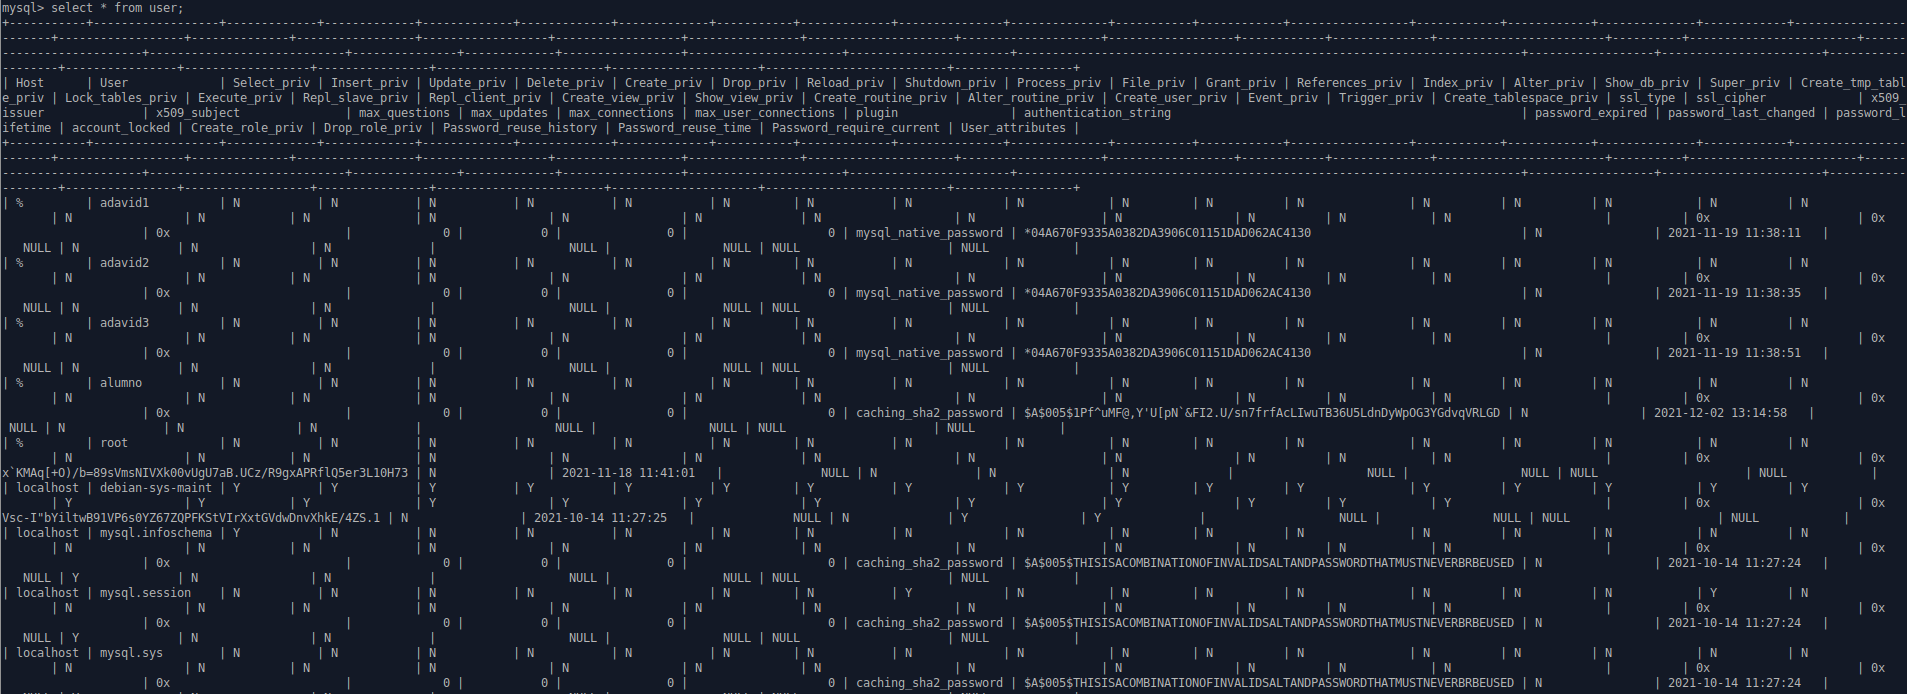 mysql> select * from user;
+-----------+-----------------+-------------+-------------+-------------+-------------+-------------+-----------+-------------+---------------+--------------+-----------+------------+-----------------+------------+------------+--------------+------------+---------------
-------+------------------+--------------+-----------------+------------------+------------------+----------------+---------------------+--------------------+------------------+------------+--------------+------------------------+----------+------------------------+------
--------------------+----------------------------+---------------+-------------+-----------------+----------------------+-----------------------+------------------------------------------------------------------------+------------------+-----------------------+-----------
--------+----------------+------------------+----------------+------------------------+---------------------+--------------------------+-----------------+
| Host      | User            | Select_priv | Insert_priv | Update_priv | Delete_priv | Create_priv | Drop_priv | Reload_priv | Shutdown_priv | Process_priv | File_priv | Grant_priv | References_priv | Index_priv | Alter_priv | Show_db_priv | Super_priv | Create_tmp_tabl
e_priv | Lock_tables_priv | Execute_priv | Repl_slave_priv | Repl_client_priv | Create_view_priv | Show_view_priv | Create_routine_priv | Alter_routine_priv | Create_user_priv | Event_priv | Trigger_priv | Create_tablespace_priv | ssl_type | ssl_cipher | x509_
issuer | x509_subject | max_questions | max_updates | max_connections | max_user_connections | plugin | authentication_string | password_expired | password_last_changed | password_l
ifetime | account_locked | Create_role_priv | Drop_role_priv | Password_reuse_history | Password_reuse_time | Password_require_current | User_attributes |
+-----------+-----------------+-------------+-------------+-------------+-------------+-------------+-----------+-------------+---------------+--------------+-----------+------------+-----------------+------------+------------+--------------+------------+---------------
-------+------------------+--------------+-----------------+------------------+------------------+----------------+---------------------+--------------------+------------------+------------+--------------+------------------------+----------+------------------------+------
--------------------+----------------------------+---------------+-------------+-----------------+----------------------+-----------------------+------------------------------------------------------------------------+------------------+-----------------------+-----------
--------+----------------+------------------+----------------+------------------------+---------------------+--------------------------+-----------------+
| % | adavid1 | N | N | N | N | N | N | N | N | N | N | N | N | N | N | N | N | N
| N | N | N | N | N | N | N | N | N | N | N | N | | 0x | 0x
| 0x | 0 | 0 | 0 | 0 | mysql_native_password | *04A670F9335A0382DA3906C01151DAD062AC4130 | N | 2021-11-19 11:38:11 |
NULL | N | N | N | NULL | NULL | NULL | NULL |
| % | adavid2 | N | N | N | N | N | N | N | N | N | N | N | N | N | N | N | N | N
| N | N | N | N | N | N | N | N | N | N | N | N | | 0x | 0x
| 0x | 0 | 0 | 0 | 0 | mysql_native_password | *04A670F9335A0382DA3906C01151DAD062AC4130 | N | 2021-11-19 11:38:35 |
NULL | N | N | N | NULL | NULL | NULL | NULL |
| % | adavid3 | N | N | N | N | N | N | N | N | N | N | N | N | N | N | N | N | N
| N | N | N | N | N | N | N | N | N | N | N | N | | 0x | 0x
| 0x | 0 | 0 | 0 | 0 | mysql_native_password | *04A670F9335A0382DA3906C01151DAD062AC4130 | N | 2021-11-19 11:38:51 |
NULL | N | N | N | NULL | NULL | NULL | NULL |
| % | alumno | N | N | N | N | N | N | N | N | N | N | N | N | N | N | N | N | N
| N | N | N | N | N | N | N | N | N | N | N | N | | 0x | 0x
| 0x | 0 | 0 | 0 | 0 | caching_sha2_password | $A$005$1Pf^uMF@,Y'U[pN`&FI2.U/sn7frfAcLIwuTB36U5LdnDyWpOG3YGdvqVRLGD | N | 2021-12-02 13:14:58 |
NULL | N | N | N | NULL | NULL | NULL | NULL |
| % | root | N | N | N | N | N | N | N | N | N | N | N | N | N | N | N | N | N
| N | N | N | N | N | N | N | N | N | N | N | N | | 0x | 0x
x`KMAq[+O)/b=89sVmsNIVXk00vUgU7aB.UCz/R9gxAPRflQ5er3L10H73 | N | 2021-11-18 11:41:01 | NULL | N | N | N | NULL | NULL | NULL | NULL |
| localhost | debian-sys-maint | Y | Y | Y | Y | Y | Y | Y | Y | Y | Y | Y | Y | Y | Y | Y | Y | Y
| Y | Y | Y | Y | Y | Y | Y | Y | Y | Y | Y | Y | | 0x | 0x
Vsc-I"bYiltwB91VP6s0YZ67ZQPFKStVIrXxtGVdwDnvXhkE/4ZS.1 | N | 2021-10-14 11:27:25 | NULL | N | Y | Y | NULL | NULL | NULL | NULL |
| localhost | mysql.infoschema | Y | N | N | N | N | N | N | N | N | N | N | N | N | N | N | N | N
| N | N | N | N | N | N | N | N | N | N | N | N | | 0x | 0x
| 0x | 0 | 0 | 0 | 0 | caching_sha2_password | $A$005$THISISACOMBINATIONOFINVALIDSALTANDPASSWORDTHATMUSTNEVERBRBEUSED | N | 2021-10-14 11:27:24 |
NULL | Y | N | N | NULL | NULL | NULL | NULL |
| localhost | mysql.session | N | N | N | N | N | N | N | Y | N | N | N | N | N | N | N | Y | N
| N | N | N | N | N | N | N | N | N | N | N | N | | 0x | 0x
| 0x | 0 | 0 | 0 | 0 | caching_sha2_password | $A$005$THISISACOMBINATIONOFINVALIDSALTANDPASSWORDTHATMUSTNEVERBRBEUSED | N | 2021-10-14 11:27:24 |
NULL | Y | N | N | NULL | NULL | NULL | NULL |
| localhost | mysql.sys | N | N | N | N | N | N | N | N | N | N | N | N | N | N | N | N | N
| N | N | N | N | N | N | N | N | N | N | N | N | | 0x | 0x
| 0x | 0 | 0 | 0 | 0 | caching_sha2_password | $A$005$THISISACOMBINATIONOFINVALIDSALTANDPASSWORDTHATMUSTNEVERBRBEUSED | N | 2021-10-14 11:27:24 |